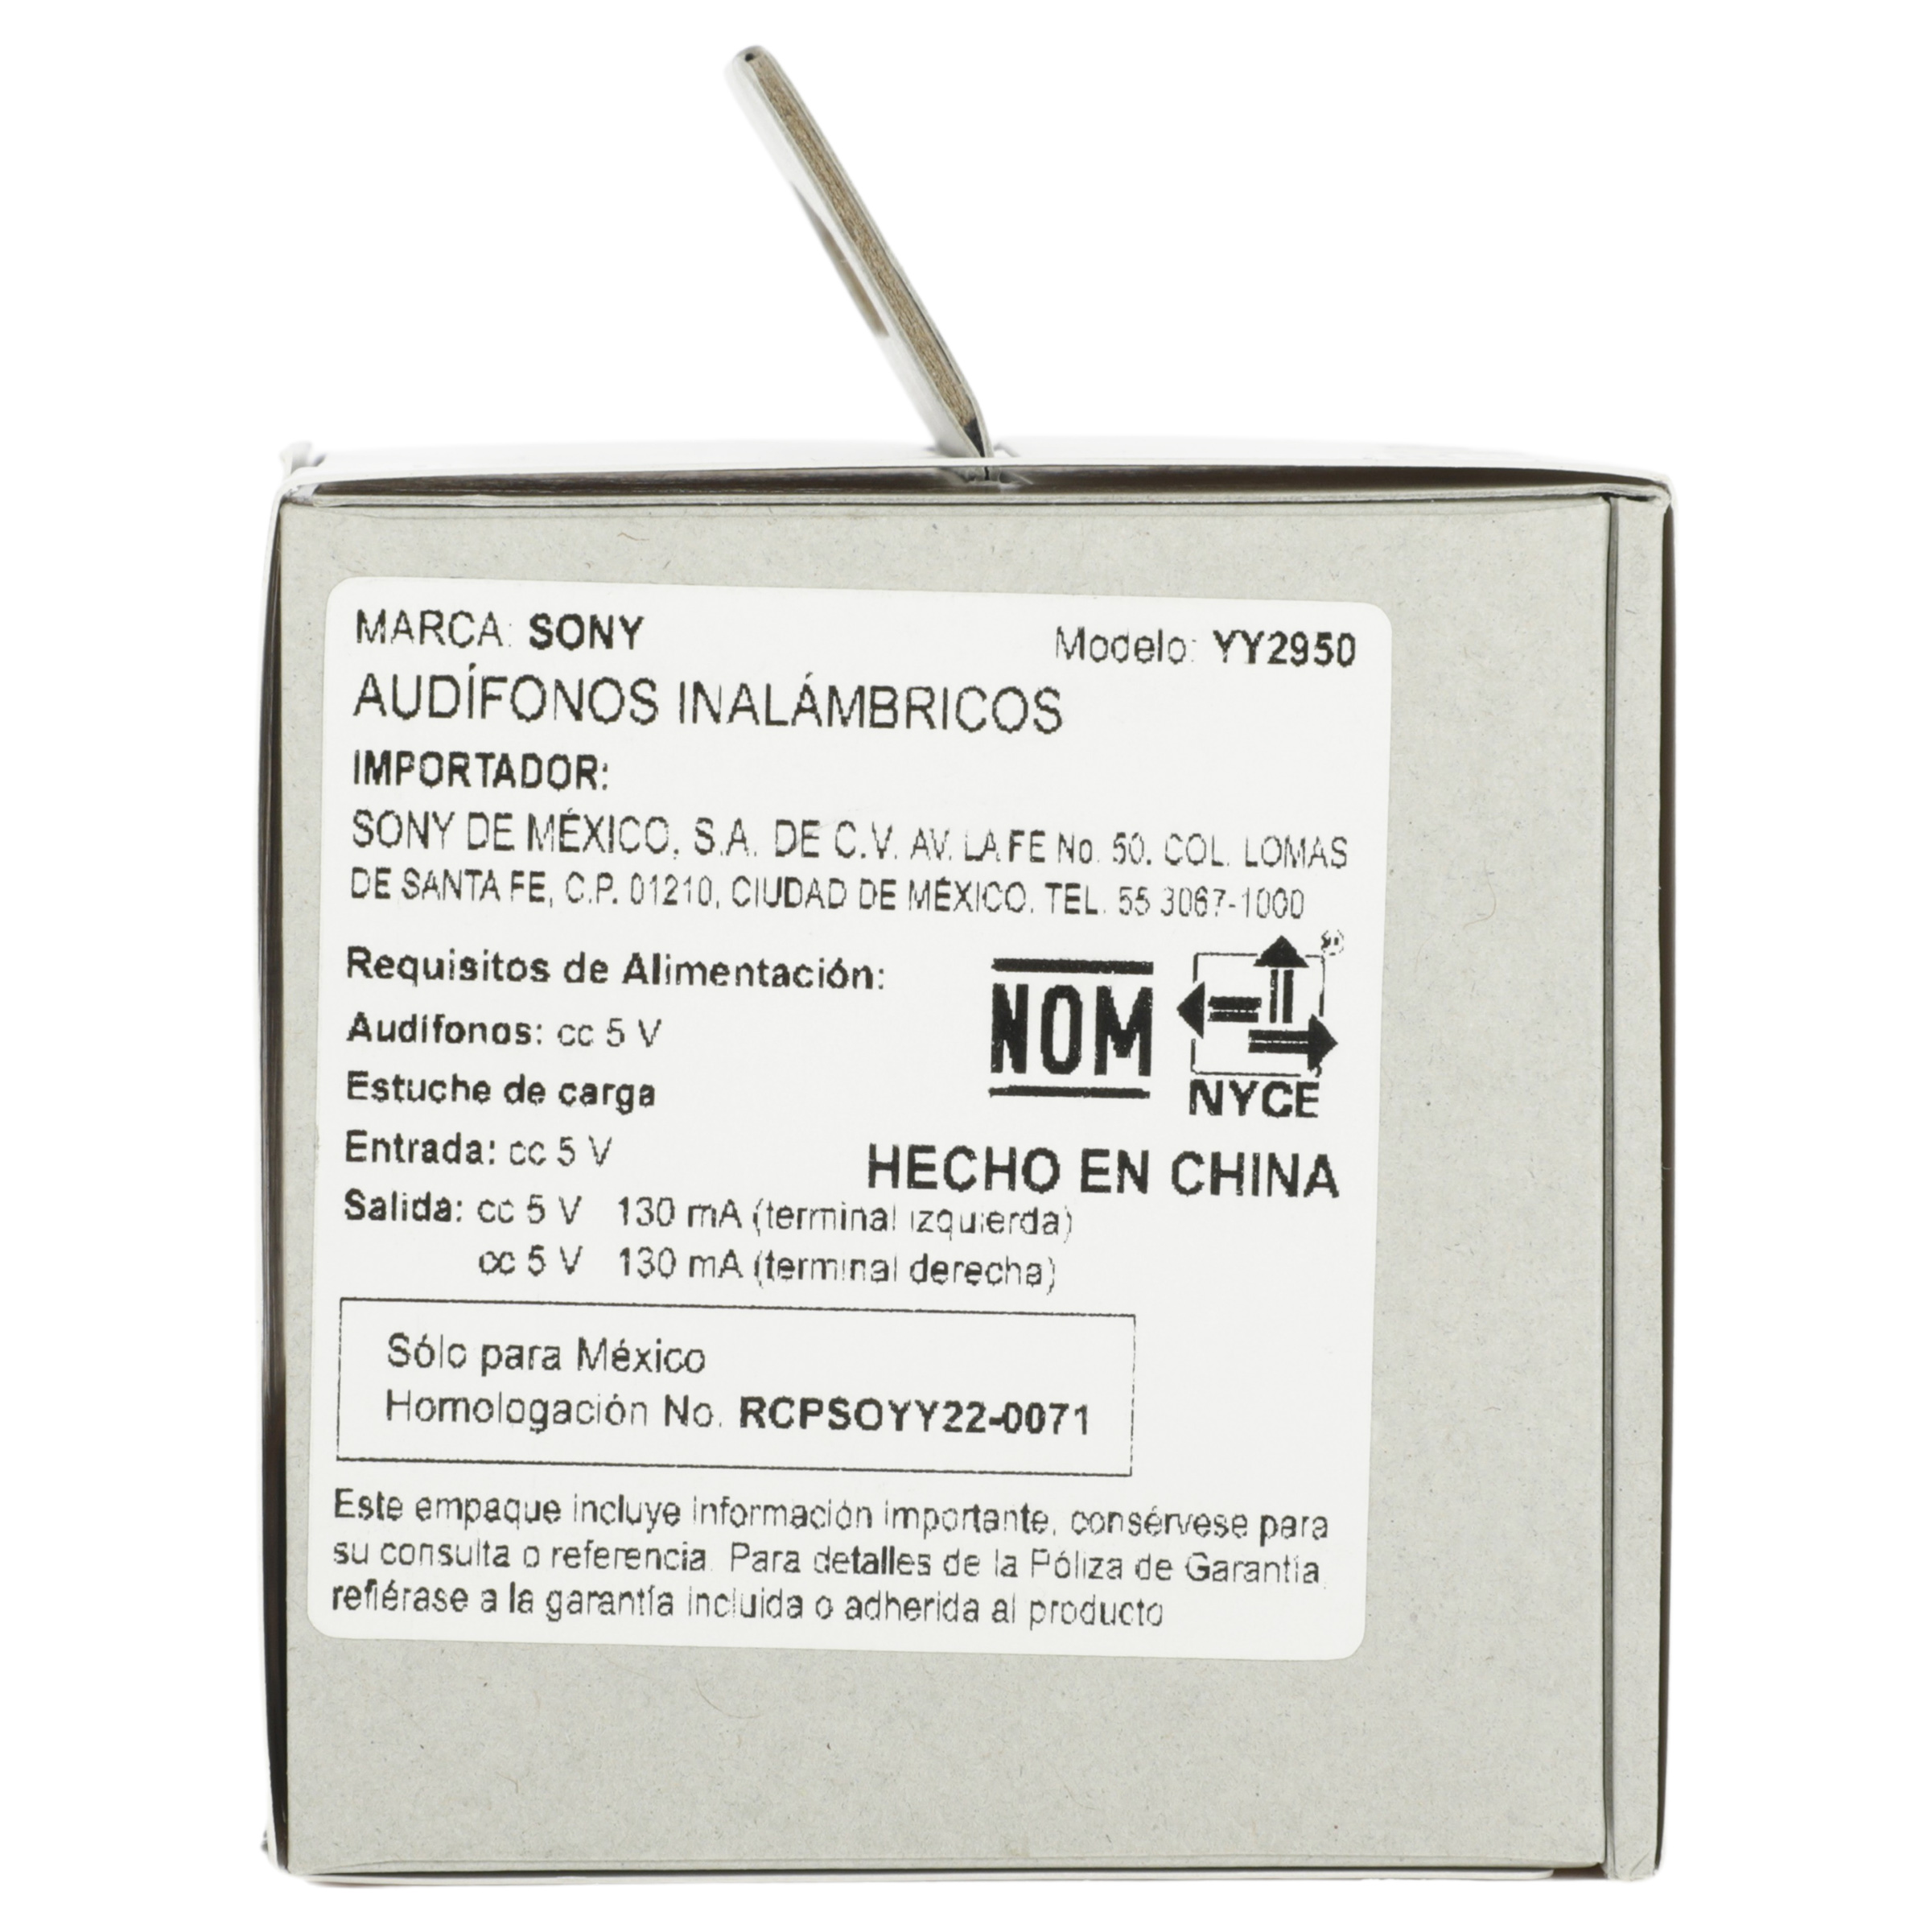 MARCA: SONY Modelo: YY2950
AUDÍFONOS INALÁMBRICOS
IMPORTADOR:
SONY DE MÉXICO, S.A. DE C.V. AV. LA FE No. 50, COL. LOMAS
DE SANTA FE, C.P. 01210, CIUDAD DE MÉXICO. TEL. 55 3067-1000
Requisitos de Alimentación:
Audífonos: cc 5 V
Estuche de carga
NOM
NYCE
Entrada: cc 5 V
HECHO EN CHINA
Salida: cc 5 V 130 mA (terminal izquierda)
cc 5 V 130 mA (terminal derecha)
Sólo para México
Homologación No. RCPSOYY22-0071
Este empaque incluye información importante, consérvese para
su consulta o referencia. Para detalles de la Póliza de Garantía,
refiérase a la garantía incluida o adherida al producto